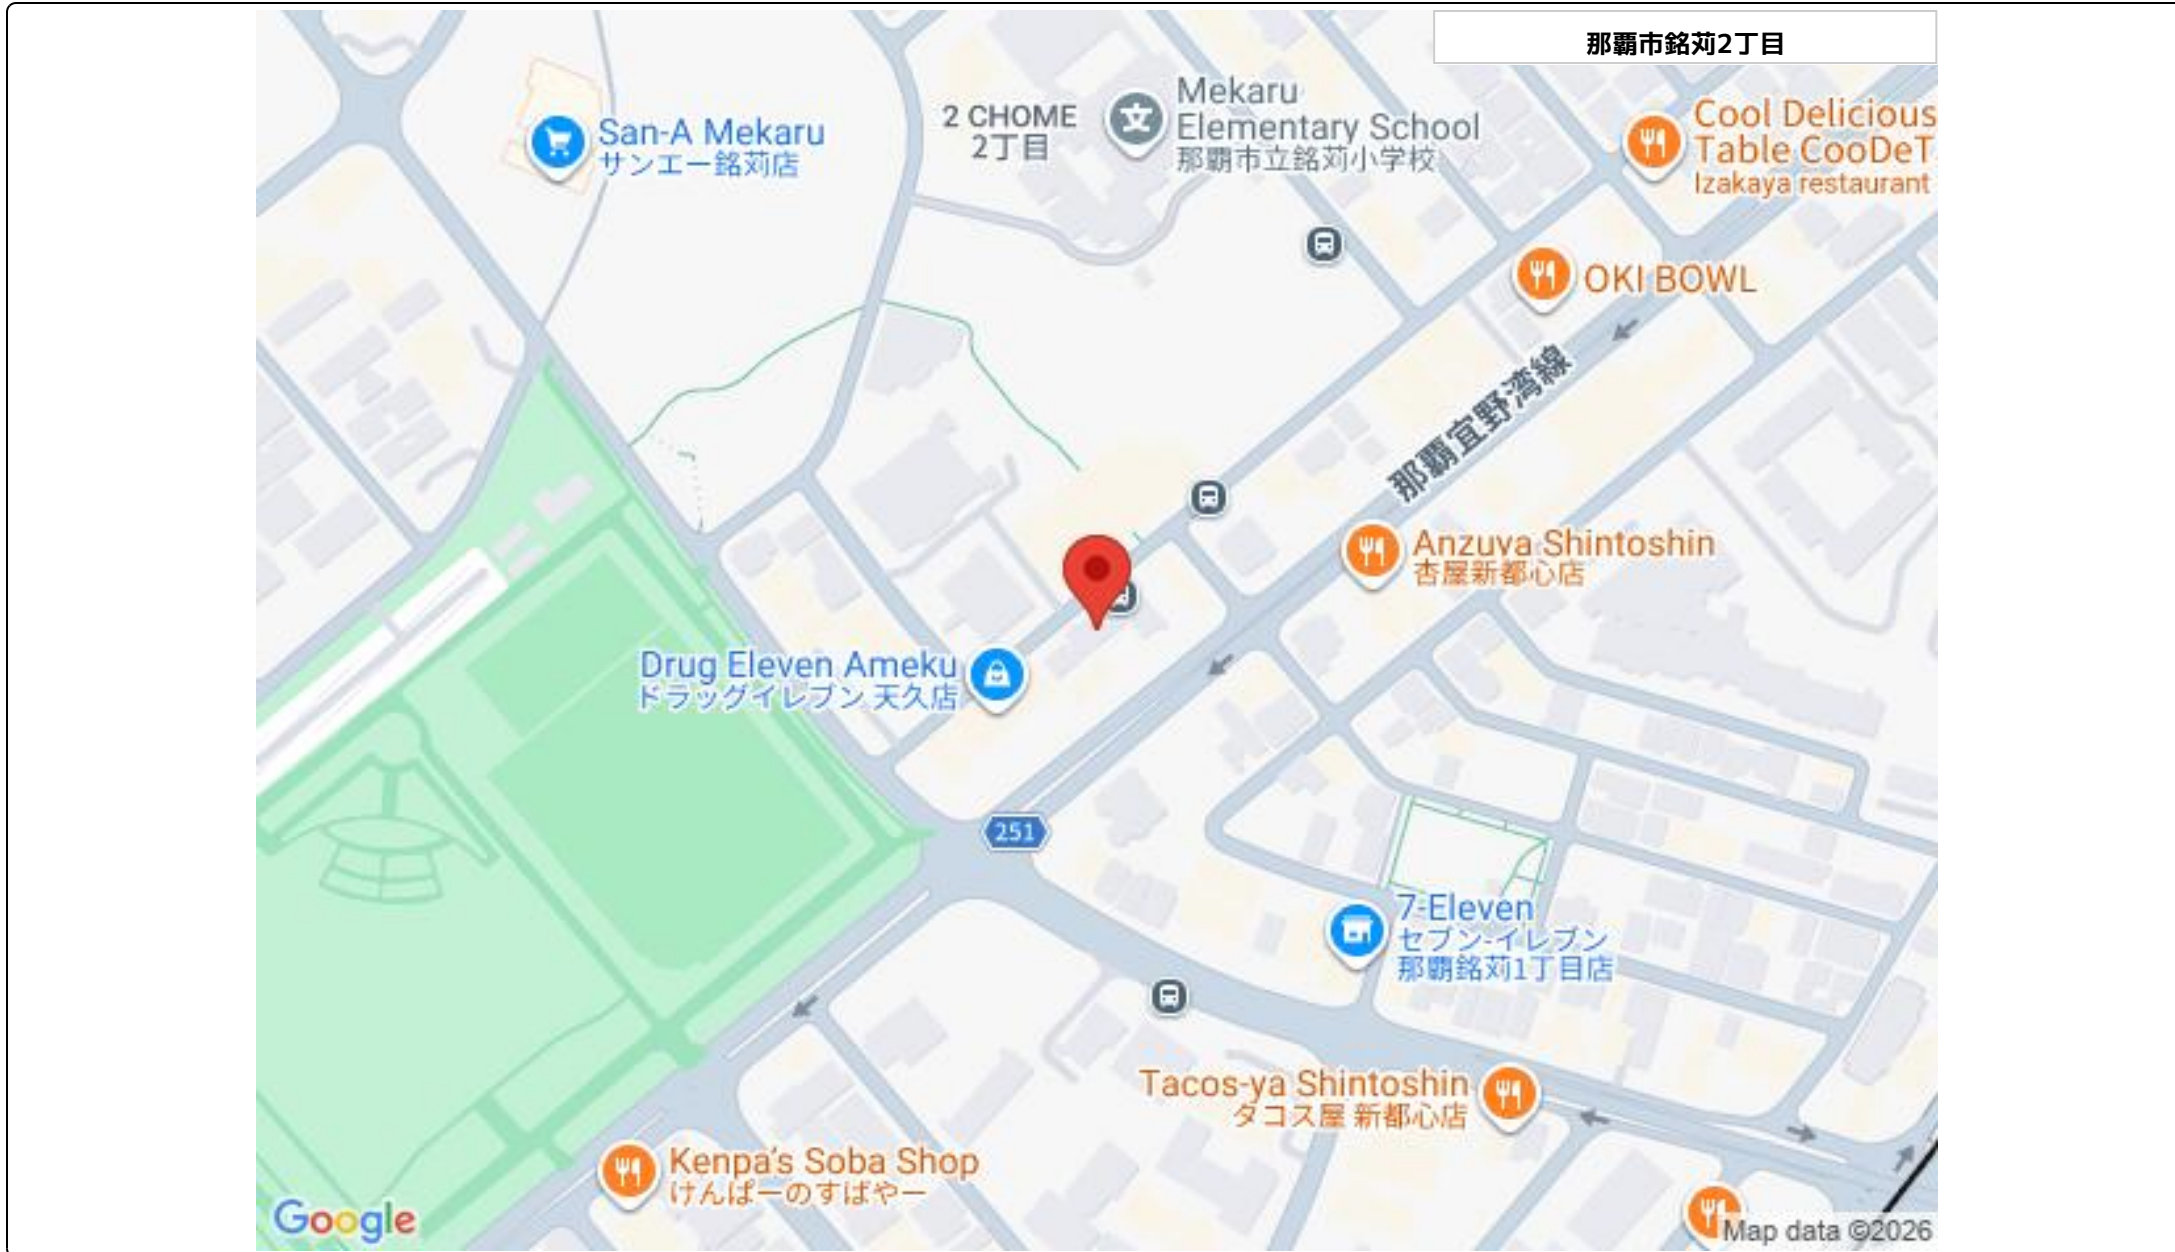 那覇市銘苅2丁目
Mekaru
Elementary School
那覇市立銘苅小学校
2 CHOME
2丁目
San-A Mekaru
サンエー銘苅店
Cool Delicious
Table CooDeT
Izakaya restaurant
OKI BOWL
那覇宜野湾線
Anzuya Shintoshin
杏屋新都心店
Drug Eleven Ameku
ドラッグイレブン 天久店
251
7-Eleven
セブン-イレブン
那覇銘苅1丁目店
Tacos-ya Shintoshin
タコス屋 新都心店
Kenpa's Soba Shop
けんぱーのすばやー
Google
Map data ©2026